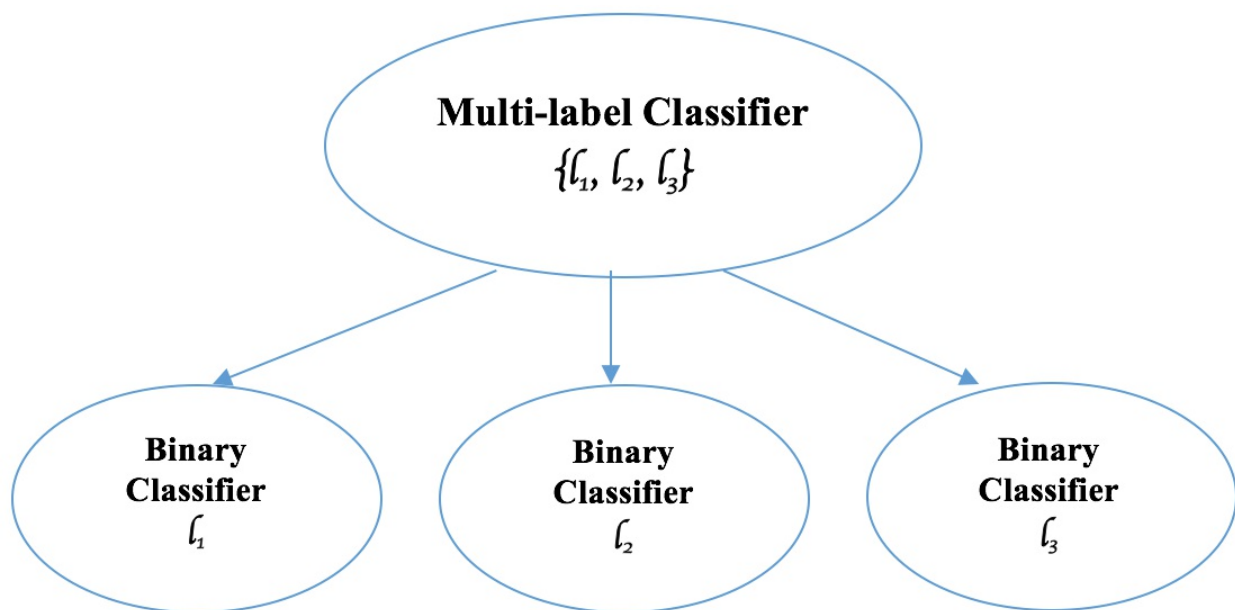 Multi-label Classifier
{l₁, l₂, l₃}
Binary
Classifier
l₁
Binary
Classifier
l₂
Binary
Classifier
l₃